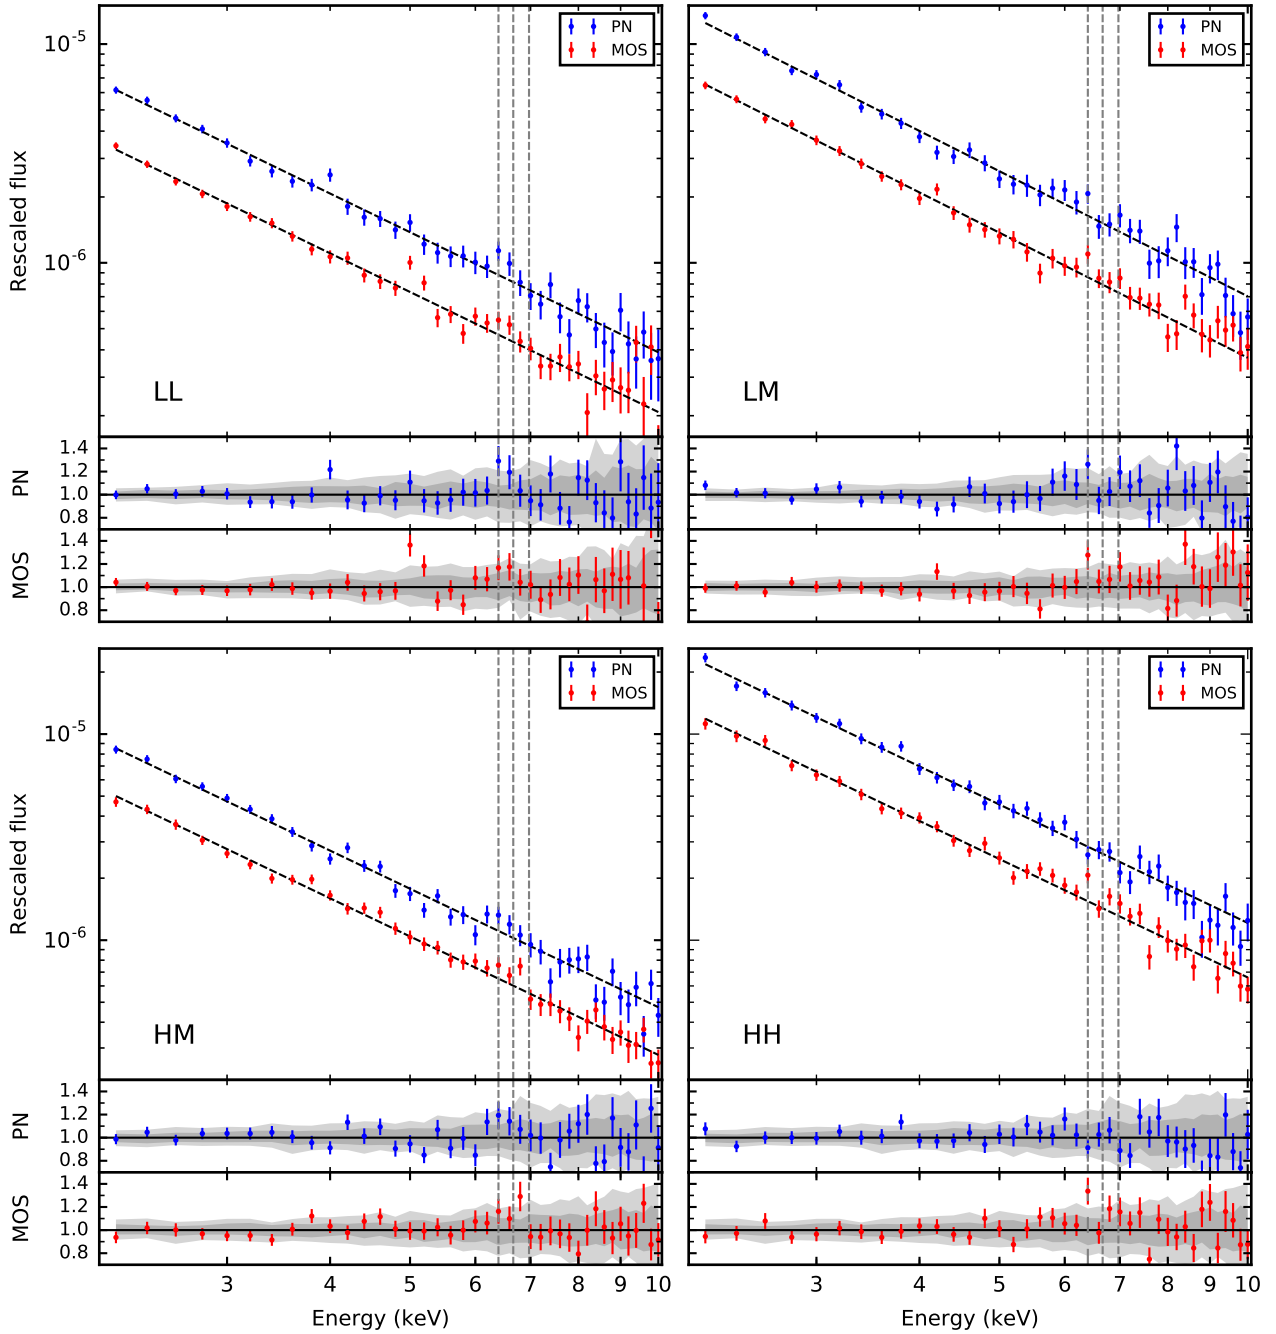 PN
MOS
PN
MOS
10⁻⁵
10⁻⁶
Rescaled flux
LL
LM
1.4
1.2
1.0
0.8
PN
1.4
1.2
1.0
0.8
MOS
PN
MOS
PN
MOS
10⁻⁵
10⁻⁶
Rescaled flux
HM
HH
1.4
1.2
1.0
0.8
PN
1.4
1.2
1.0
0.8
MOS
3 4 5 6 7 8 9 10
3 4 5 6 7 8 9 10
Energy (keV)
Energy (keV)